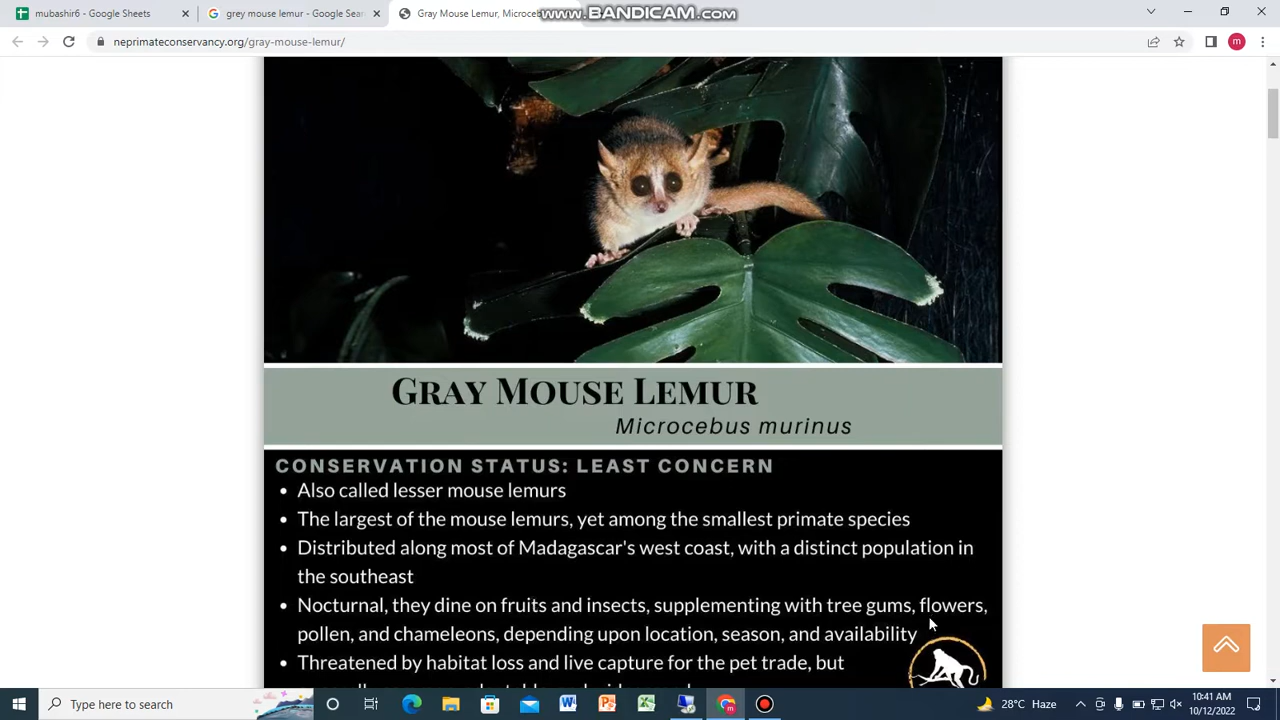 mubashir6 - Google Sheets
grey mouse lemur - Google Sear
Gray Mouse Lemur, Microceb
www.BANDICAM.com
neprimateconservancy.org/gray-mouse-lemur/
m
GRAY MOUSE LEMUR
Microcebus murinus
CONSERVATION STATUS: LEAST CONCERN
• Also called lesser mouse lemurs
• The largest of the mouse lemurs, yet among the smallest primate species
• Distributed along most of Madagascar's west coast, with a distinct population in
the southeast
• Nocturnal, they dine on fruits and insects, supplementing with tree gums, flowers,
pollen, and chameleons, depending upon location, season, and availability
• Threatened by habitat loss and live capture for the pet trade, but
Type here to search
28°C Haze
10:41 AM
10/12/2022